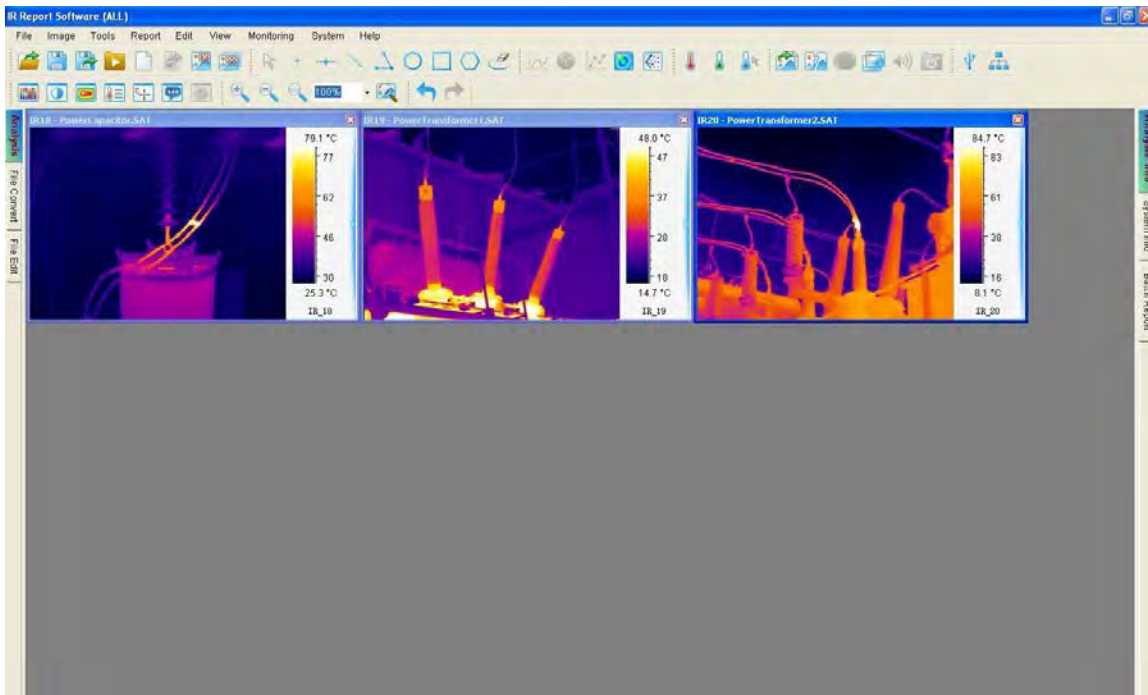 IR Report Software (ALL)
File Image Tools Report Edit View Monitoring System Help
100%
Analysis
File Convert
File Edit
IR18 - PowerCapacitor.SAT
79.1 °C
77
62
46
30
25.3 °C
IR_18
IR19 - PowerTransformer1.SAT
48.0 °C
47
37
28
18
14.7 °C
IR_19
IR20 - PowerTransformer2.SAT
84.7 °C
83
61
38
16
8.1 °C
IR_20
System Info